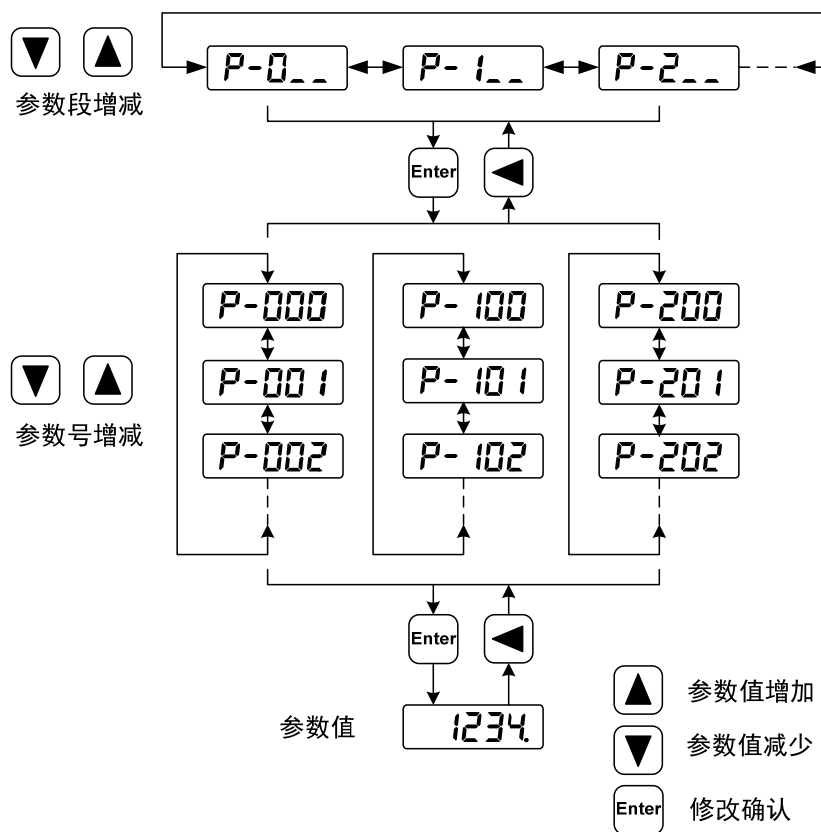 P-0__ P-1__ P-2__
参数段增减
Enter
P-000 P-100 P-200
P-001 P-101 P-201
参数号增减
P-002 P-102 P-202
Enter
参数值 1234.
参数值增加
参数值减少
Enter 修改确认